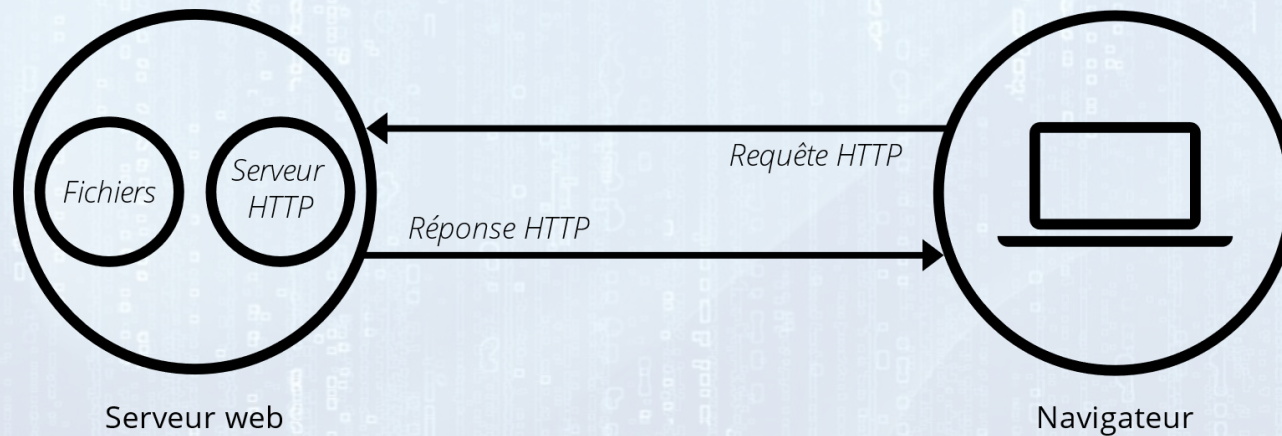 Fichiers
Serveur
HTTP
Requête HTTP
Réponse HTTP
Serveur web
Navigateur